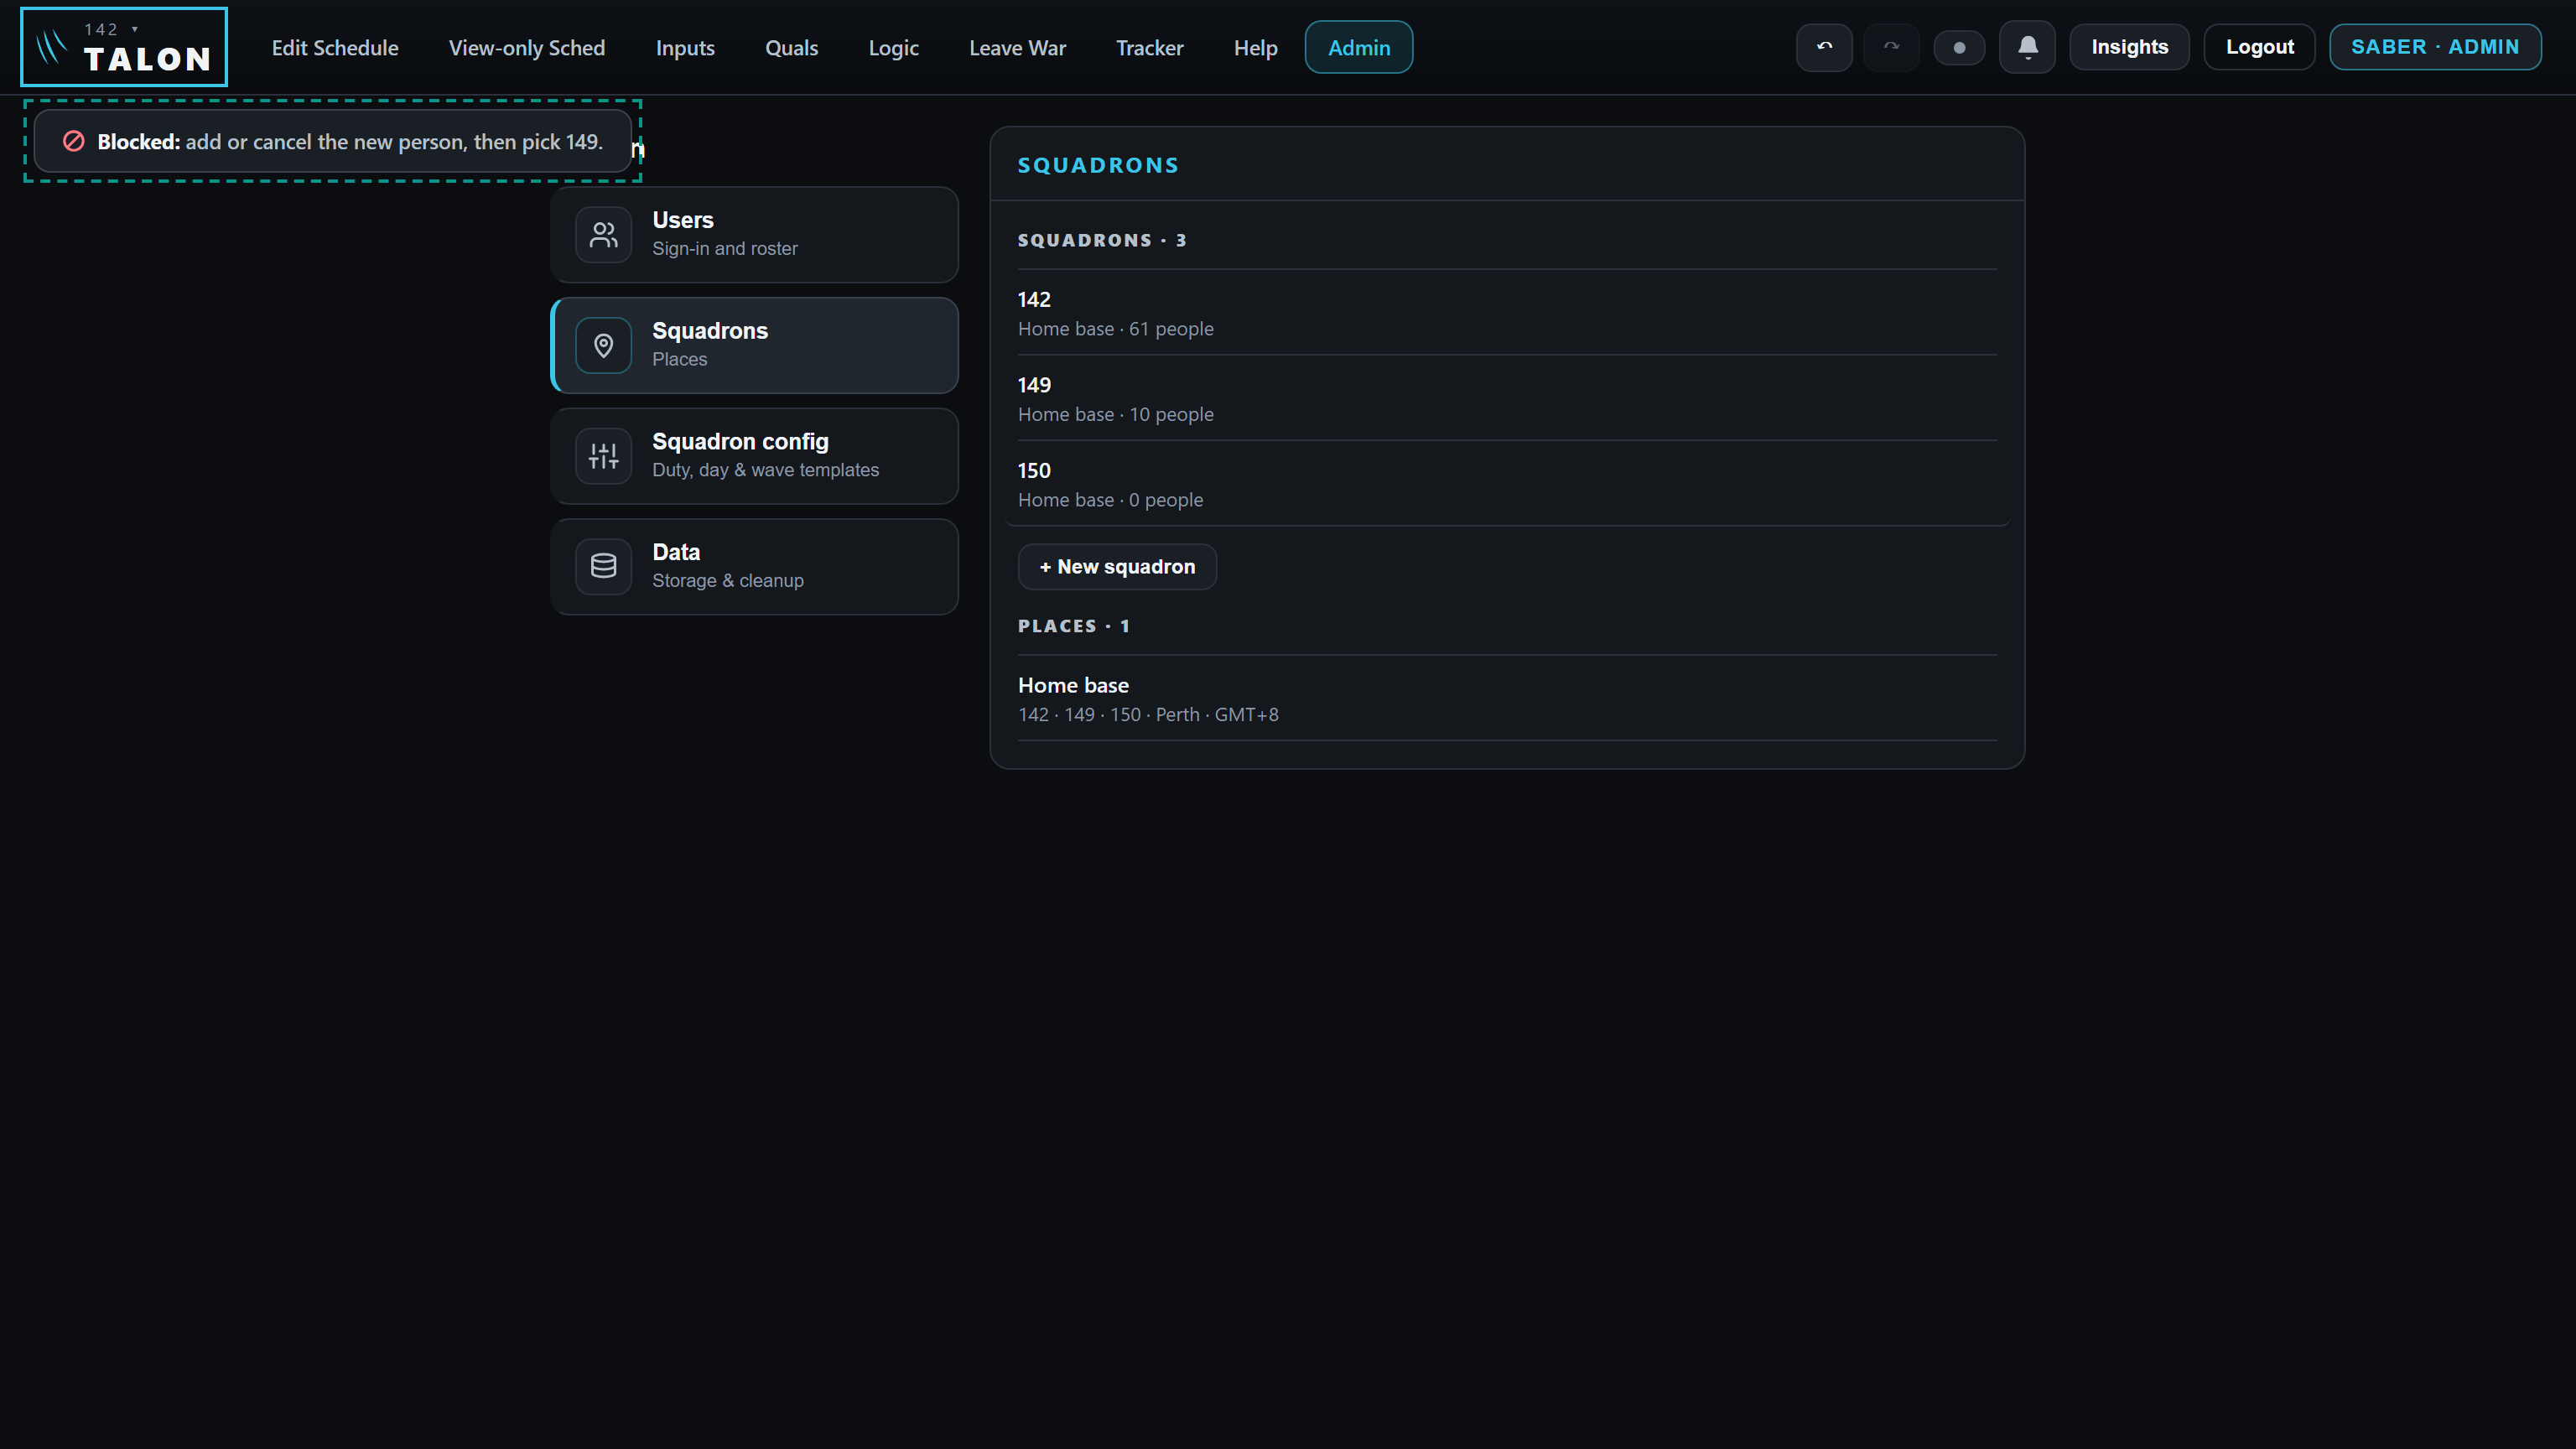 142 ▾
TALON
Edit Schedule
View-only Sched
Inputs
Quals
Logic
Leave War
Tracker
Help
Admin
Insights
Logout
SABER · ADMIN
Blocked: add or cancel the new person, then pick 149.
n
Users
Sign-in and roster
Squadrons
Places
Squadron config
Duty, day & wave templates
Data
Storage & cleanup
SQUADRONS
SQUADRONS · 3
142
Home base · 61 people
149
Home base · 10 people
150
Home base · 0 people
+ New squadron
PLACES · 1
Home base
142 · 149 · 150 · Perth · GMT+8